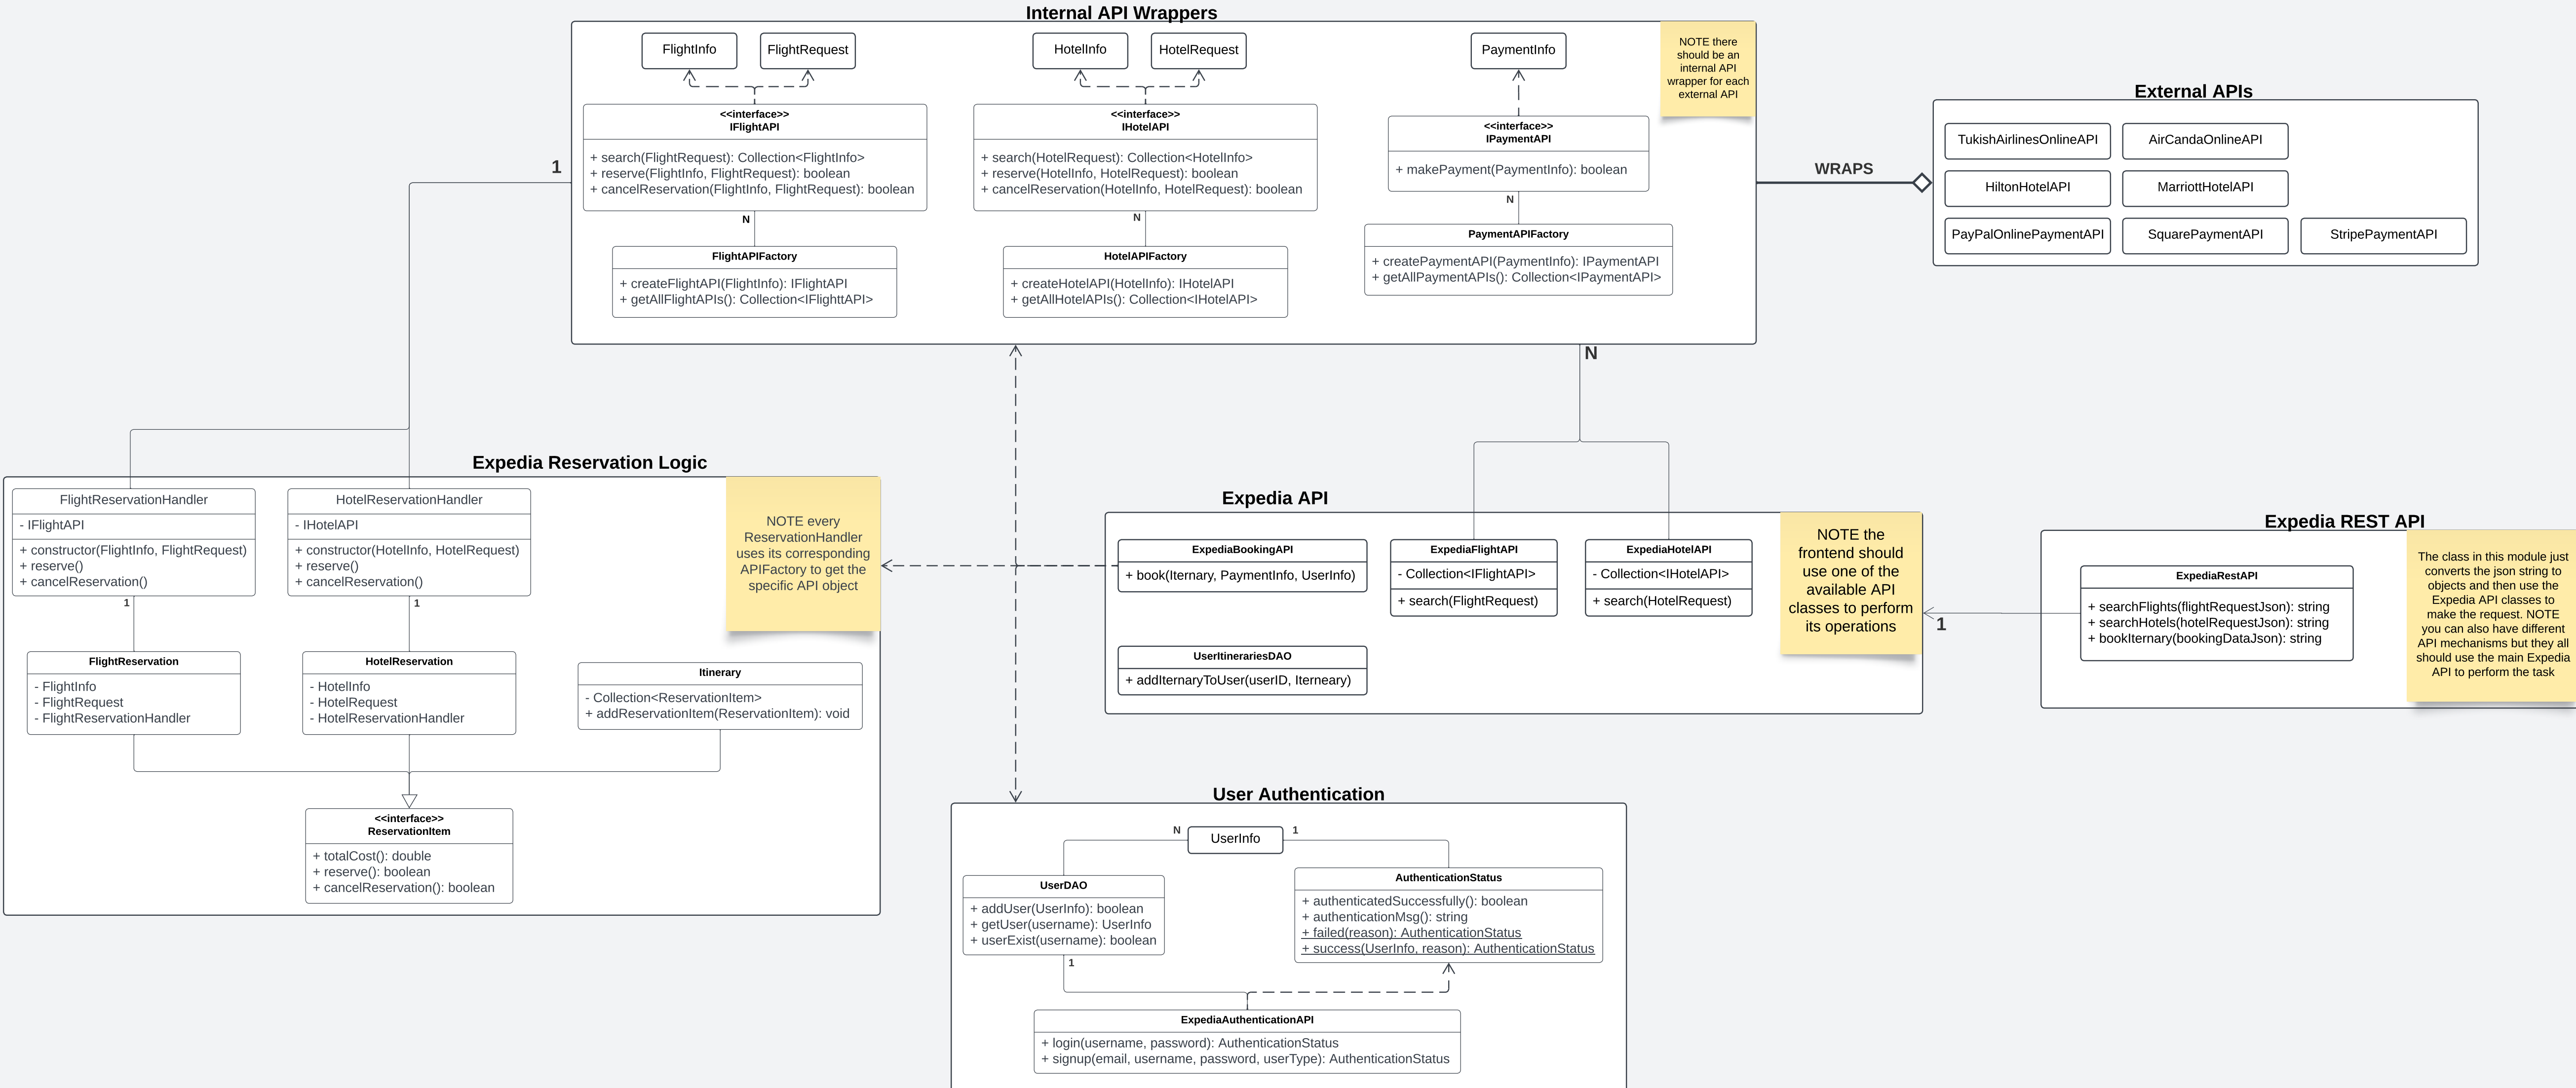 Internal API Wrappers
FlightInfo
FlightRequest
HotelInfo
HotelRequest
PaymentInfo
NOTE there
should be an
internal API
wrapper for each
external API
<<interface>>
IFlightAPI
+ search(FlightRequest): Collection<FlightInfo>
+ reserve(FlightInfo, FlightRequest): boolean
+ cancelReservation(FlightInfo, FlightRequest): boolean
<<interface>>
IHotelAPI
+ search(HotelRequest): Collection<HotelInfo>
+ reserve(HotelInfo, HotelRequest): boolean
+ cancelReservation(HotelInfo, HotelRequest): boolean
<<interface>>
IPaymentAPI
+ makePayment(PaymentInfo): boolean
N
N
N
FlightAPIFactory
+ createFlightAPI(FlightInfo): IFlightAPI
+ getAllFlightAPIs(): Collection<IFlighttAPI>
HotelAPIFactory
+ createHotelAPI(HotelInfo): IHotelAPI
+ getAllHotelAPIs(): Collection<IHotelAPI>
PaymentAPIFactory
+ createPaymentAPI(PaymentInfo): IPaymentAPI
+ getAllPaymentAPIs(): Collection<IPaymentAPI>
1
N
WRAPS
External APIs
TukishAirlinesOnlineAPI
AirCandaOnlineAPI
HiltonHotelAPI
MarriottHotelAPI
PayPalOnlinePaymentAPI
SquarePaymentAPI
StripePaymentAPI
Expedia Reservation Logic
FlightReservationHandler
- IFlightAPI
+ constructor(FlightInfo, FlightRequest)
+ reserve()
+ cancelReservation()
HotelReservationHandler
- IHotelAPI
+ constructor(HotelInfo, HotelRequest)
+ reserve()
+ cancelReservation()
NOTE every
ReservationHandler
uses its corresponding
APIFactory to get the
specific API object
1
1
FlightReservation
- FlightInfo
- FlightRequest
- FlightReservationHandler
HotelReservation
- HotelInfo
- HotelRequest
- HotelReservationHandler
Itinerary
- Collection<ReservationItem>
+ addReservationItem(ReservationItem): void
<<interface>>
ReservationItem
+ totalCost(): double
+ reserve(): boolean
+ cancelReservation(): boolean
Expedia API
ExpediaBookingAPI
+ book(Iternary, PaymentInfo, UserInfo)
ExpediaFlightAPI
- Collection<IFlightAPI>
+ search(FlightRequest)
ExpediaHotelAPI
- Collection<IHotelAPI>
+ search(HotelRequest)
NOTE the
frontend should
use one of the
available API
classes to perform
its operations
UserItinerariesDAO
+ addIternaryToUser(userID, Iterneary)
1
Expedia REST API
ExpediaRestAPI
+ searchFlights(flightRequestJson): string
+ searchHotels(hotelRequestJson): string
+ bookIternary(bookingDataJson): string
The class in this module just
converts the json string to
objects and then use the
Expedia API classes to
make the request. NOTE
you can also have different
API mechanisms but they all
should use the main Expedia
API to perform the task
User Authentication
N
UserInfo
1
UserDAO
+ addUser(UserInfo): boolean
+ getUser(username): UserInfo
+ userExist(username): boolean
AuthenticationStatus
+ authenticatedSuccessfully(): boolean
+ authenticationMsg(): string
+ failed(reason): AuthenticationStatus
+ success(UserInfo, reason): AuthenticationStatus
1
ExpediaAuthenticationAPI
+ login(username, password): AuthenticationStatus
+ signup(email, username, password, userType): AuthenticationStatus